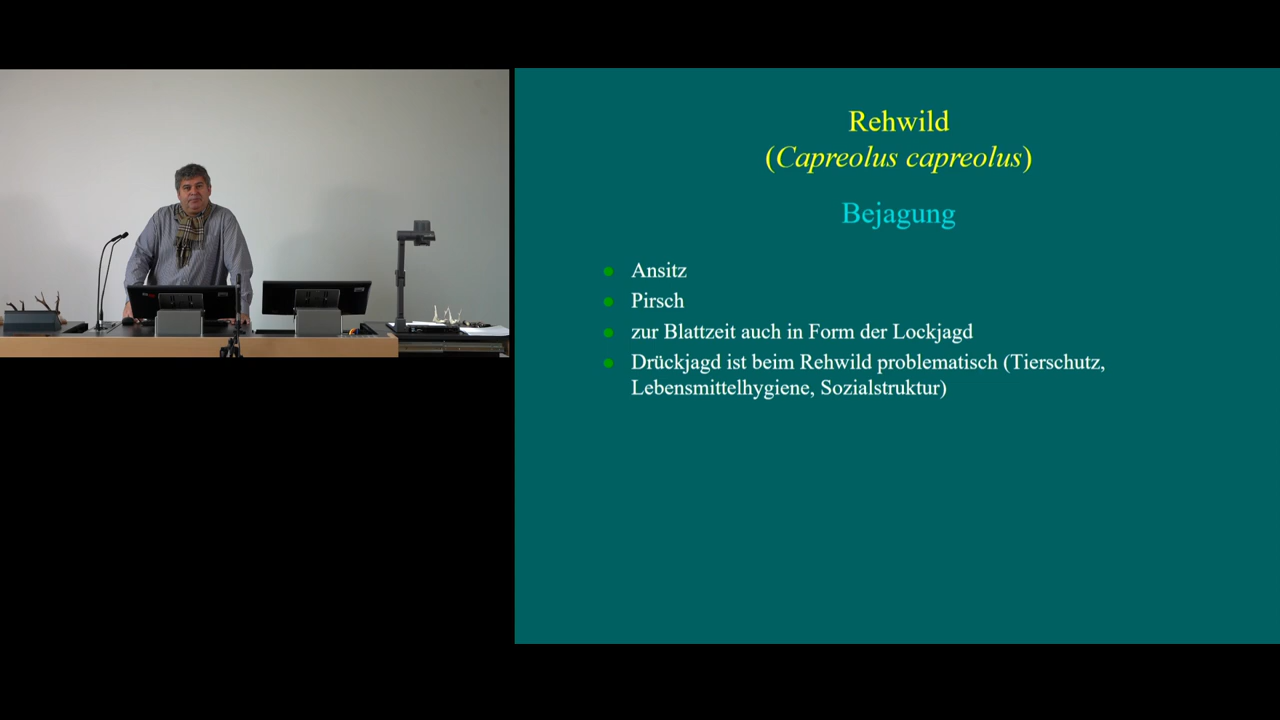 Rehwild
(Capreolus capreolus)
Bejagung
Ansitz
Pirsch
zur Blattzeit auch in Form der Lockjagd
Drückjagd ist beim Rehwild problematisch (Tierschutz,
Lebensmittelhygiene, Sozialstruktur)